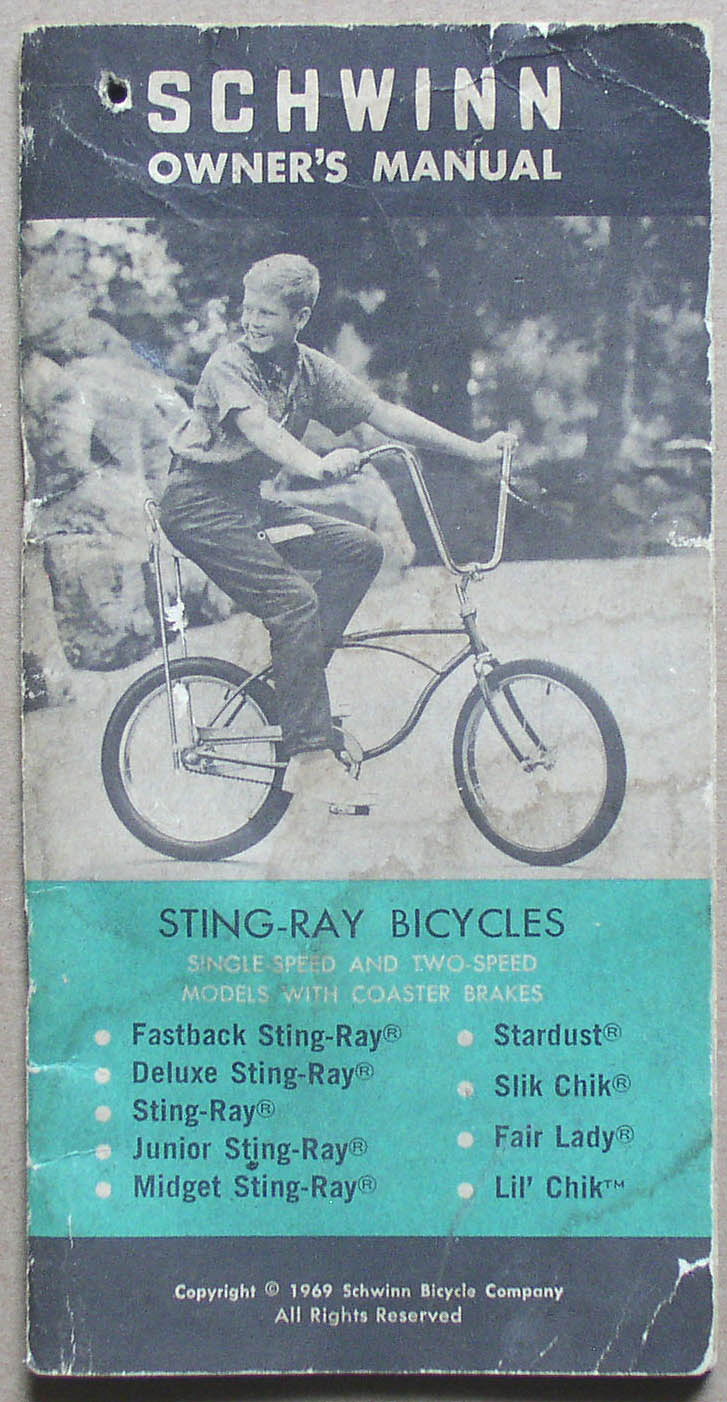 SCHWINN
OWNER'S MANUAL
STING-RAY BICYCLES
SINGLE-SPEED AND TWO-SPEED
MODELS WITH COASTER BRAKES
• Fastback Sting-Ray®
• Deluxe Sting-Ray®
• Sting-Ray®
• Junior Sting-Ray®
• Midget Sting-Ray®
• Stardust®
• Slik Chik®
• Fair Lady®
• Lil' Chik™
Copyright © 1969 Schwinn Bicycle Company
All Rights Reserved